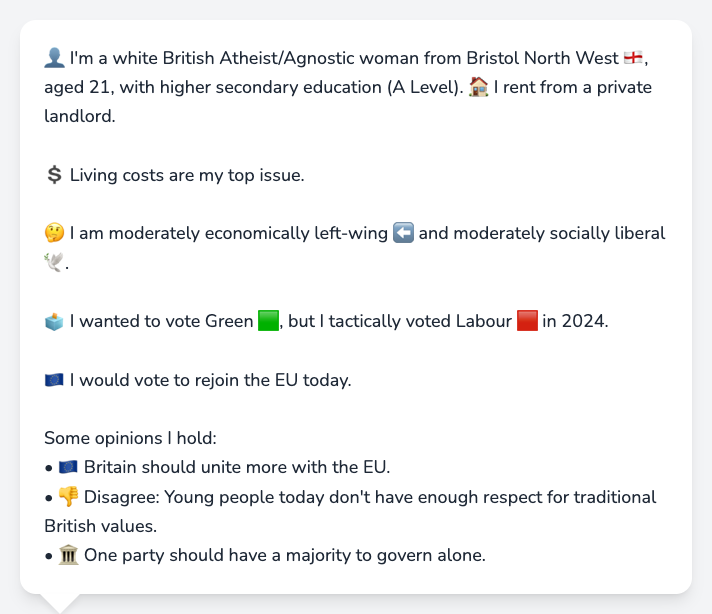 👤 I'm a white British Atheist/Agnostic woman from Bristol North West 🏴󠁧󠁢󠁥󠁮󠁧󠁿,
aged 21, with higher secondary education (A Level). 🏠 I rent from a private
landlord.
💲 Living costs are my top issue.
🤔 I am moderately economically left-wing ⬅️ and moderately socially liberal
🕊️.
🗳️ I wanted to vote Green 🟩, but I tactically voted Labour 🟥 in 2024.
🇪🇺 I would vote to rejoin the EU today.
Some opinions I hold:
• 🇪🇺 Britain should unite more with the EU.
• 👎 Disagree: Young people today don't have enough respect for traditional
British values.
• 🏛️ One party should have a majority to govern alone.